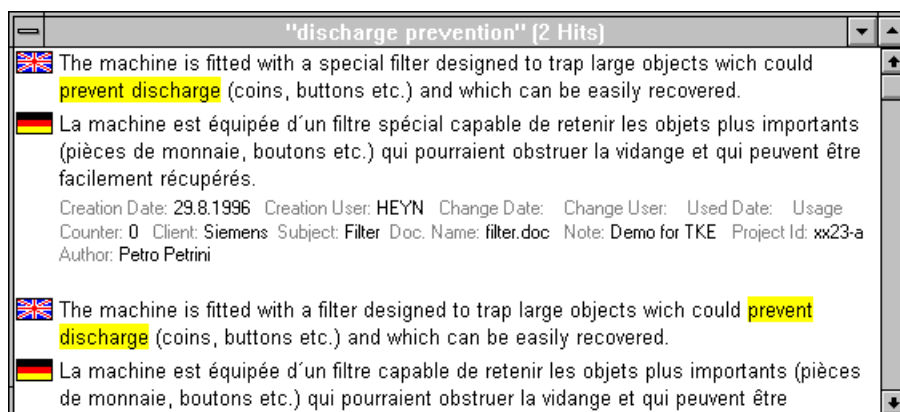 "discharge prevention" (2 Hits)
The machine is fitted with a special filter designed to trap large objects wich could
prevent discharge (coins, buttons etc.) and which can be easily recovered.
La machine est équipée d´un filtre spécial capable de retenir les objets plus importants
(pièces de monnaie, boutons etc.) qui pourraient obstruer la vidange et qui peuvent être
facilement récupérés.
Creation Date: 29.8.1996 Creation User: HEYN Change Date: Change User: Used Date: Usage
Counter: 0 Client: Siemens Subject: Filter Doc. Name: filter.doc Note: Demo for TKE Project Id: xx23-a
Author: Petro Petrini
The machine is fitted with a filter designed to trap large objects wich could prevent
discharge (coins, buttons etc.) and which can be easily recovered.
La machine est équipée d´un filtre capable de retenir les objets plus importants (pièces
de monnaie, boutons etc.) qui pourraient obstruer la vidange et qui peuvent être